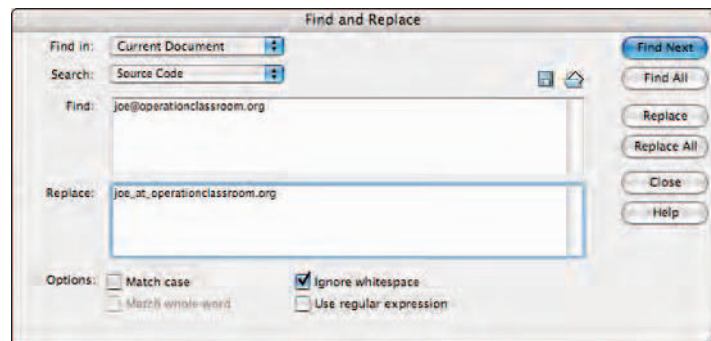 Find and Replace
Find in: Current Document
Search: Source Code
Find: joe@operationclassroom.org
Replace: joe_at_operationclassroom.org
Options: Match case
Ignore whitespace
Match whole word
Use regular expression
Find Next
Find All
Replace
Replace All
Close
Help